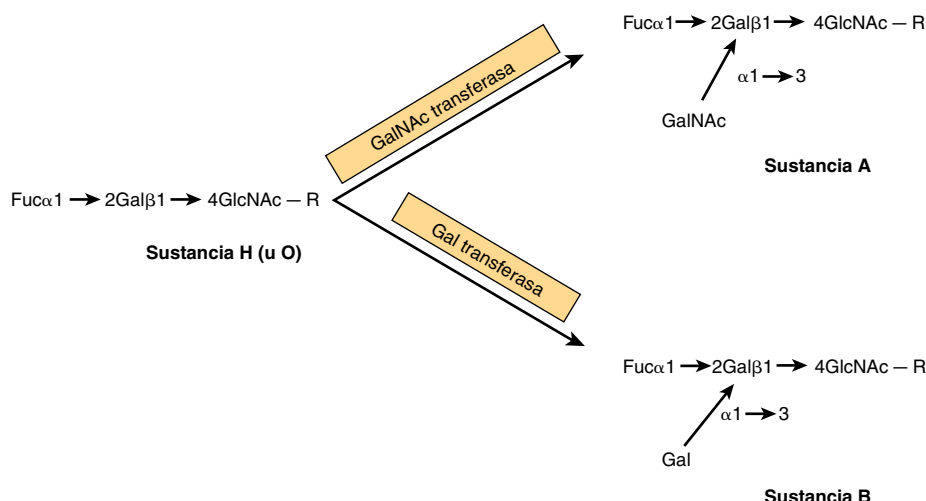 Fucα1 → 2Galβ1 → 4GlcNAc — R
α1 → 3
GalNAc
Sustancia A
GalNAc transferasa
Fucα1 → 2Galβ1 → 4GlcNAc — R
Sustancia H (u O)
Gal transferasa
Fucα1 → 2Galβ1 → 4GlcNAc — R
α1 → 3
Gal
Sustancia B